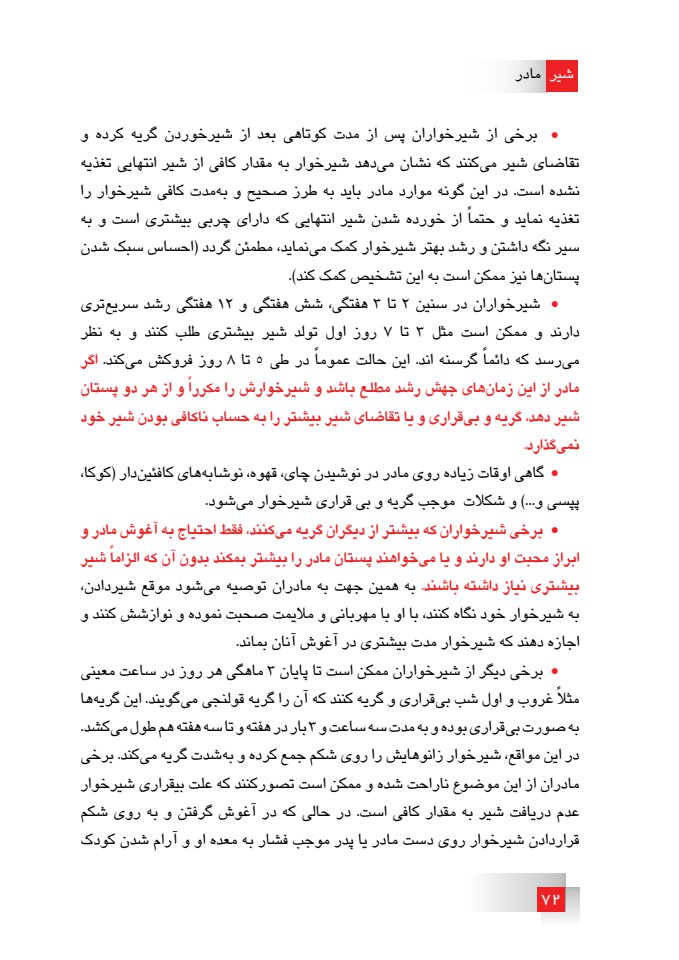 شیر مادر
• برخی از شیرخواران پس از مدت کوتاهی بعد از شیرخوردن گریه کرده و
تقاضای شیر می‌کنند که نشان می‌دهد شیرخوار به مقدار کافی از شیر انتهایی تغذیه
نشده است. در این گونه موارد مادر باید به طرز صحیح و به‌مدت کافی شیرخوار را
تغذیه نماید و حتماً از خورده شدن شیر انتهایی که دارای چربی بیشتری است و به
سیر نگه داشتن و رشد بهتر شیرخوار کمک می‌نماید، مطمئن گردد (احساس سبک شدن
پستان‌ها نیز ممکن است به این تشخیص کمک کند).
• شیرخواران در سنین ۲ تا ۳ هفتگی، شش هفتگی و ۱۲ هفتگی رشد سریع‌تری
دارند و ممکن است مثل ۳ تا ۷ روز اول تولد شیر بیشتری طلب کنند و به نظر
می‌رسد که دائماً گرسنه اند. این حالت عموماً در طی ۵ تا ۸ روز فروکش می‌کند. اگر
مادر از این زمان‌های جهش رشد مطلع باشد و شیرخوارش را مکرراً و از هر دو پستان
شیر دهد، گریه و بی‌قراری و یا تقاضای شیر بیشتر را به حساب ناکافی بودن شیر خود
نمی‌گذارد.
• گاهی اوقات زیاده روی مادر در نوشیدن چای، قهوه، نوشابه‌های کافئین‌دار (کوکا،
پپسی و...) و شکلات موجب گریه و بی قراری شیرخوار می‌شود.
• برخی شیرخواران که بیشتر از دیگران گریه می‌کنند، فقط احتیاج به آغوش مادر و
ابراز محبت او دارند و یا می‌خواهند پستان مادر را بیشتر بمکند بدون آن که الزاماً شیر
بیشتری نیاز داشته باشند. به همین جهت به مادران توصیه می‌شود موقع شیردادن،
به شیرخوار خود نگاه کنند، با او با مهربانی و ملایمت صحبت نموده و نوازشش کنند و
اجازه دهند که شیرخوار مدت بیشتری در آغوش آنان بماند.
• برخی دیگر از شیرخواران ممکن است تا پایان ۳ ماهگی هر روز در ساعت معینی
مثلاً غروب و اول شب بی‌قراری و گریه کنند که آن را گریه قولنجی می‌گویند. این گریه‌ها
به صورت بی‌قراری بوده و به مدت سه ساعت و ۳ بار در هفته و تا سه هفته هم طول می‌کشد.
در این مواقع، شیرخوار زانوهایش را روی شکم جمع کرده و به‌شدت گریه می‌کند. برخی
مادران از این موضوع ناراحت شده و ممکن است تصورکنند که علت بیقراری شیرخوار
عدم دریافت شیر به مقدار کافی است. در حالی که در آغوش گرفتن و به روی شکم
قراردادن شیرخوار روی دست مادر یا پدر موجب فشار به معده او و آرام شدن کودک
۷۲